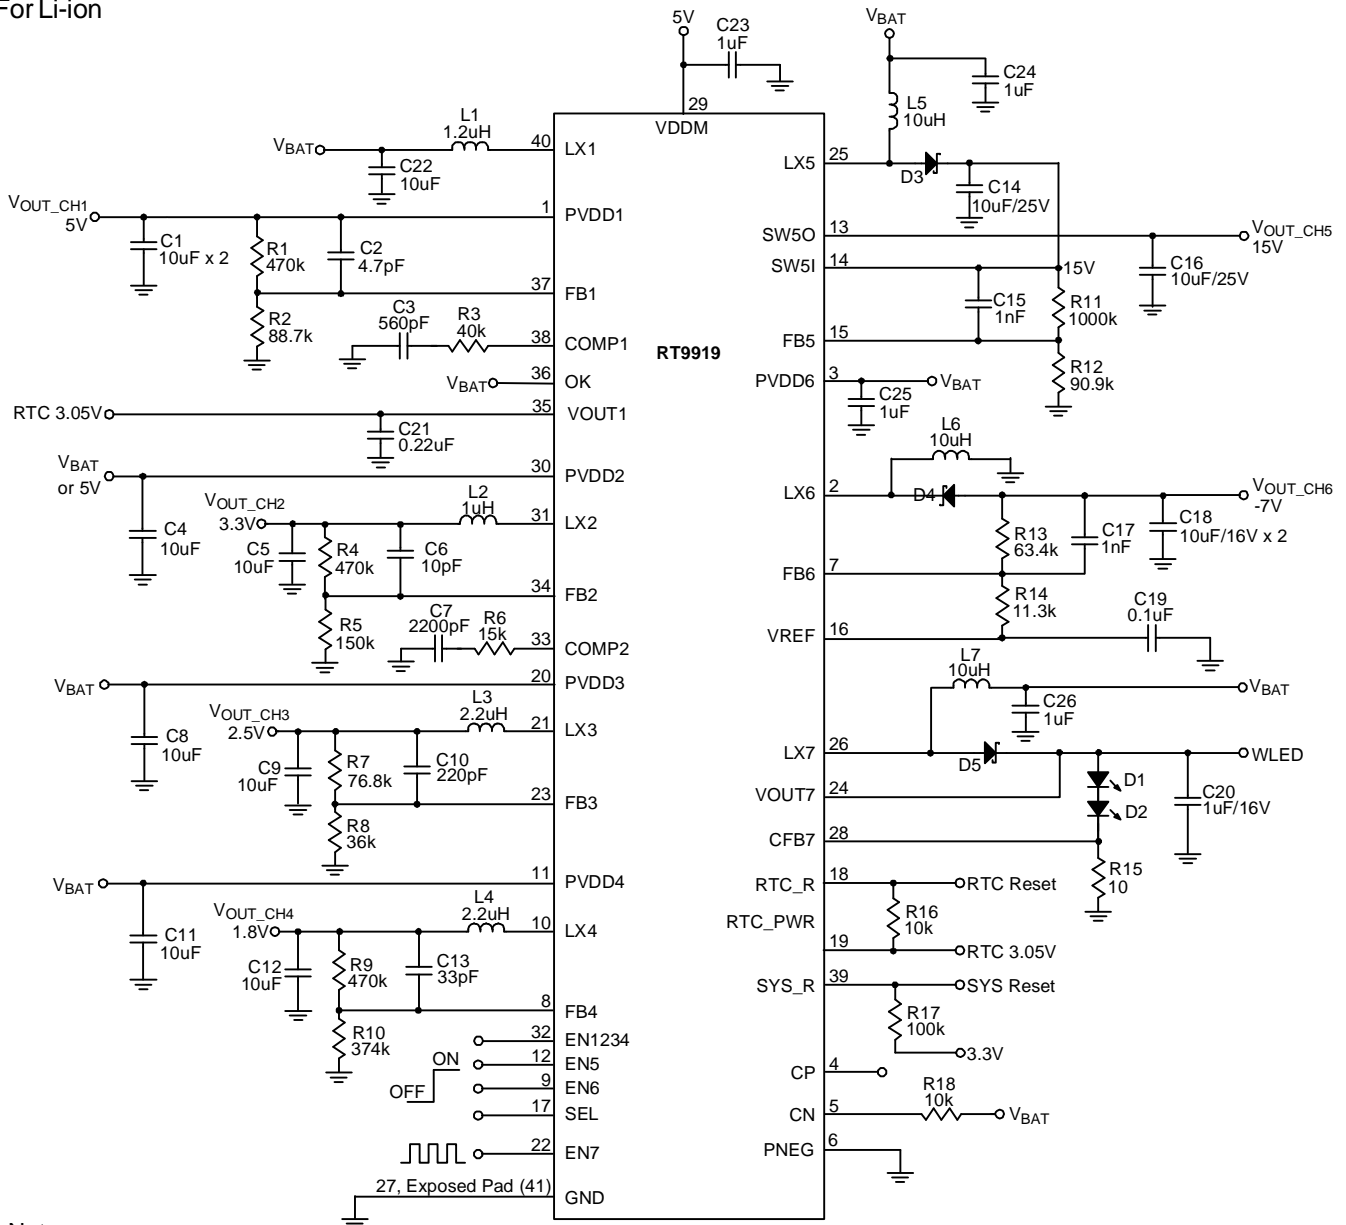 For Li-ion
5V
C23
1uF
VBAT
C24
1uF
L5
10uH
29
VDDM
L1
1.2uH
VBAT
C22
10uF
40
LX1
LX5
25
D3
C14
10uF/25V
VOUT_CH1
5V
1
PVDD1
C1
10uF x 2
R1
470k
C2
4.7pF
SW5O
13
VOUT_CH5
15V
SW5I
14
15V
C16
10uF/25V
37
FB1
C15
1nF
R11
1000k
R2
88.7k
C3
560pF
R3
40k
38
COMP1
FB5
15
RT9919
R12
90.9k
VBAT
36
OK
PVDD6
3
VBAT
C25
1uF
RTC 3.05V
35
VOUT1
C21
0.22uF
L6
10uH
VBAT
or 5V
30
PVDD2
LX6
2
D4
VOUT_CH6
-7V
VOUT_CH2
3.3V
L2
1uH
31
LX2
C4
10uF
C5
10uF
R4
470k
C6
10pF
R13
63.4k
C17
1nF
C18
10uF/16V x 2
FB6
7
34
FB2
R14
11.3k
C19
0.1uF
R5
150k
C7
2200pF
R6
15k
33
COMP2
VREF
16
L7
10uH
VBAT
20
PVDD3
VBAT
C26
1uF
VOUT_CH3
2.5V
L3
2.2uH
21
LX3
C8
10uF
C9
10uF
R7
76.8k
C10
220pF
LX7
26
D5
WLED
D1
VOUT7
24
C20
1uF/16V
D2
23
FB3
R8
36k
CFB7
28
R15
10
VBAT
11
PVDD4
RTC_R
18
RTC Reset
VOUT_CH4
1.8V
L4
2.2uH
10
LX4
R16
10k
RTC_PWR
C11
10uF
C12
10uF
R9
470k
C13
33pF
19
RTC 3.05V
SYS_R
39
SYS Reset
8
FB4
R17
100k
R10
374k
32
EN1234
3.3V
ON
12
EN5
OFF
9
EN6
CP
4
17
SEL
CN
5
R18
10k
VBAT
22
EN7
PNEG
6
27, Exposed Pad (41)
GND